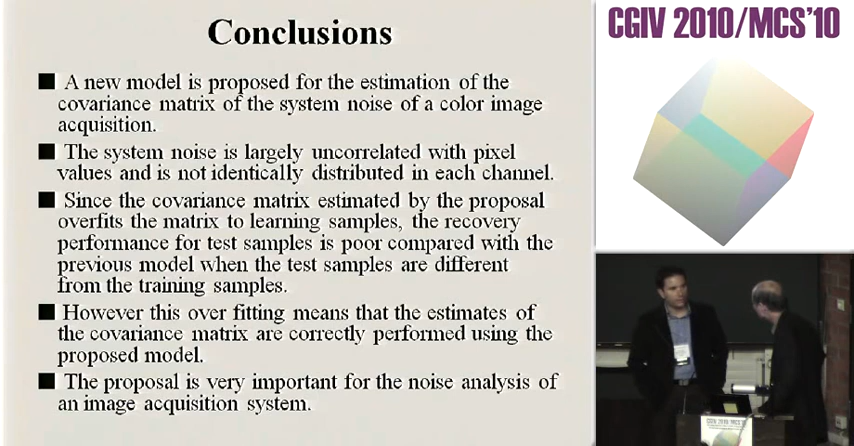 Conclusions
A new model is proposed for the estimation of the
covariance matrix of the system noise of a color image
acquisition.
The system noise is largely uncorrelated with pixel
values and is not identically distributed in each channel.
Since the covariance matrix estimated by the proposal
overfits the matrix to learning samples, the recovery
performance for test samples is poor compared with the
previous model when the test samples are different
from the training samples.
However this over fitting means that the estimates of
the covariance matrix are correctly performed using the
proposed model.
The proposal is very important for the noise analysis of
an image acquisition system.
CGIV 2010/MCS'10
CGIV 2010/MCS'10